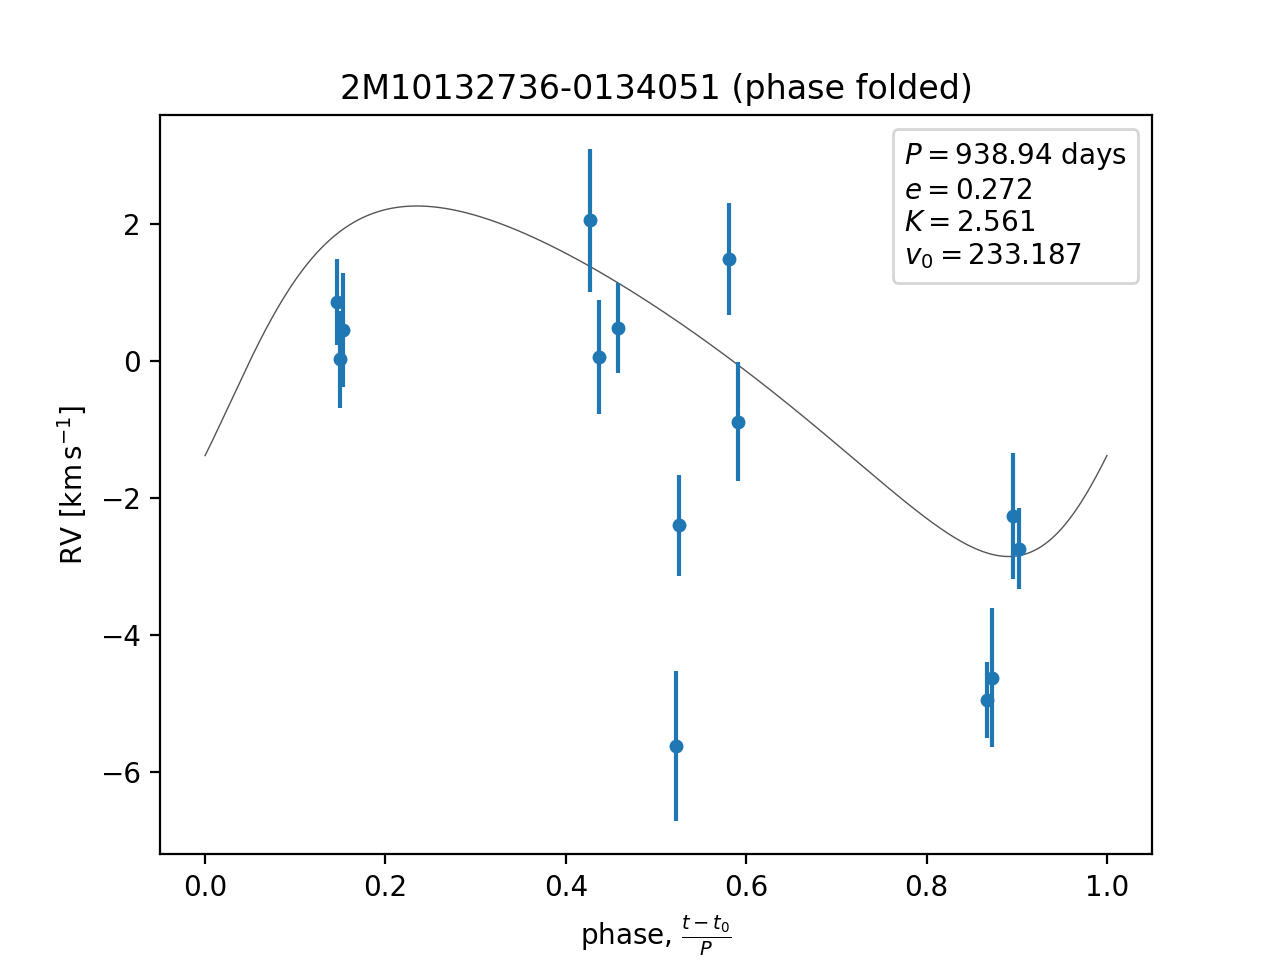 2M10132736-0134051 (phase folded)
P = 938.94 days
e = 0.272
K = 2.561
v₀ = 233.187
RV [km s⁻¹]
2
0
−2
−4
−6
0.0 0.2 0.4 0.6 0.8 1.0
phase, (t − t₀)/P